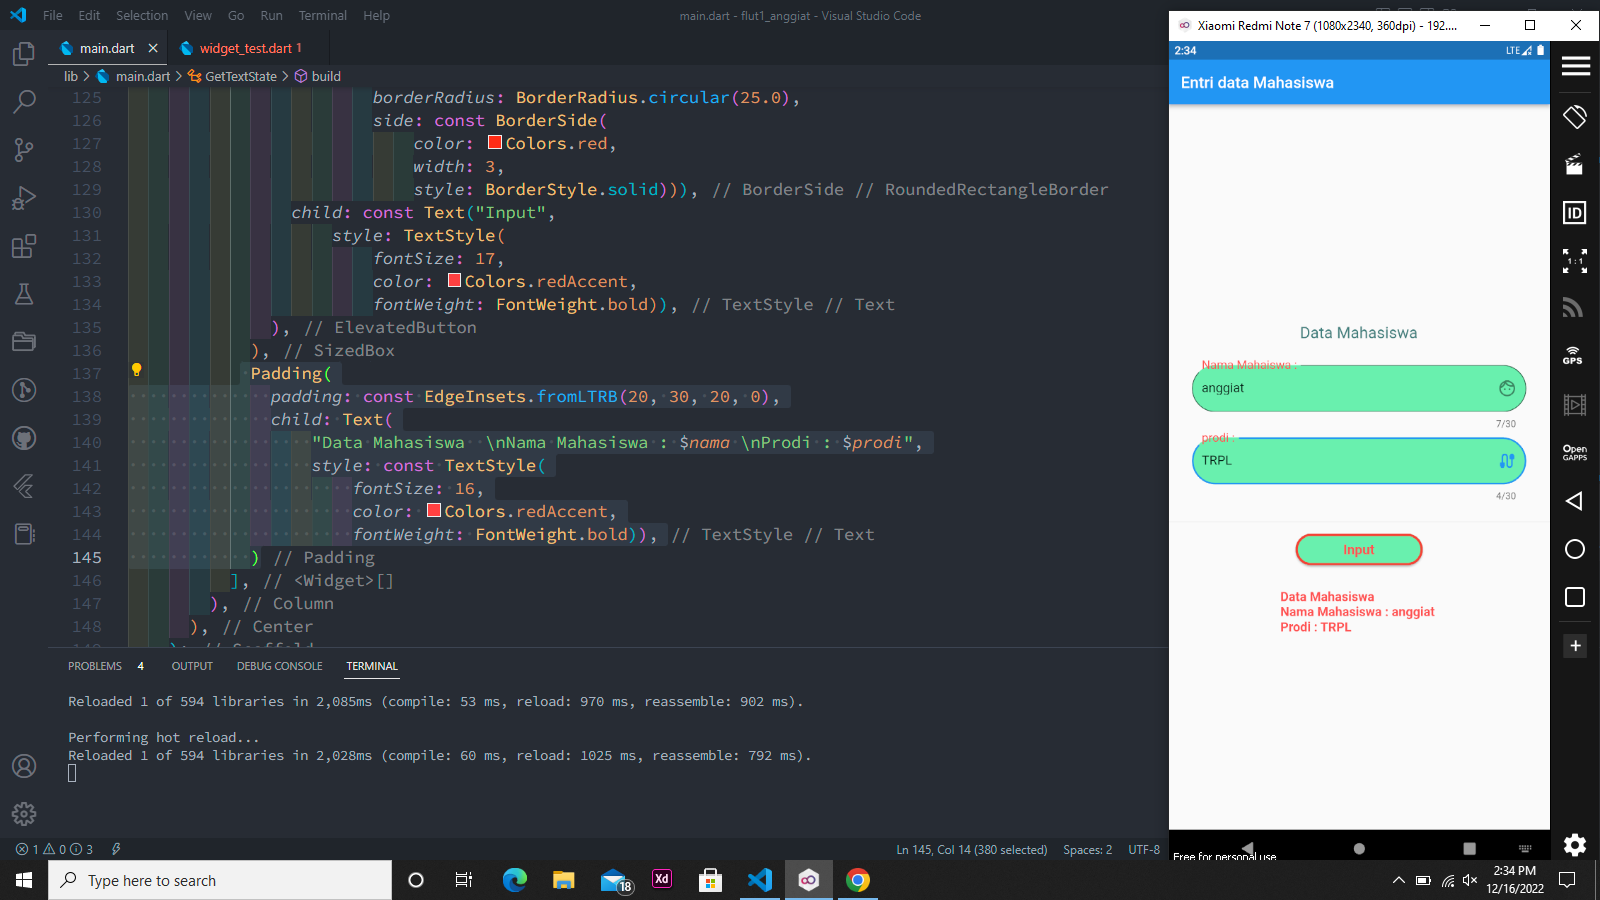 File Edit Selection View Go Run Terminal Help
main.dart - flut1_anggiat - Visual Studio Code
main.dart
widget_test.dart 1
lib > main.dart > GetTextState > build
125 borderRadius: BorderRadius.circular(25.0),
126 side: const BorderSide(
127 color: Colors.red,
128 width: 3,
129 style: BorderStyle.solid))), // BorderSide // RoundedRectangleBorder
130 child: const Text("Input",
131 style: TextStyle(
132 fontSize: 17,
133 color: Colors.redAccent,
134 fontWeight: FontWeight.bold)), // TextStyle // Text
135 ), // ElevatedButton
136 ), // SizedBox
137 Padding(
138 padding: const EdgeInsets.fromLTRB(20, 30, 20, 0),
139 child: Text(
140 "Data Mahasiswa  \nNama Mahasiswa : $nama \nProdi : $prodi",
141 style: const TextStyle(
142 fontSize: 16,
143 color: Colors.redAccent,
144 fontWeight: FontWeight.bold)), // TextStyle // Text
145 ) // Padding
146 ], // <Widget>[]
147 ), // Column
148 ), // Center
PROBLEMS 4 OUTPUT DEBUG CONSOLE TERMINAL
Reloaded 1 of 594 libraries in 2,085ms (compile: 53 ms, reload: 970 ms, reassemble: 902 ms).
Performing hot reload...
Reloaded 1 of 594 libraries in 2,028ms (compile: 60 ms, reload: 1025 ms, reassemble: 792 ms).
1 0 3
Ln 145, Col 14 (380 selected) Spaces: 2 UTF-8
Xiaomi Redmi Note 7 (1080x2340, 360dpi) - 192....
2:34
LTE
Entri data Mahasiswa
Data Mahasiswa
Nama Mahaiswa :
anggiat
7/30
prodi :
TRPL
4/30
Input
Data Mahasiswa
Nama Mahasiswa : anggiat
Prodi : TRPL
Free for personal use
ID
1 : 1
GPS
Open
GAPPS
Type here to search
18
Xd
2:34 PM
12/16/2022